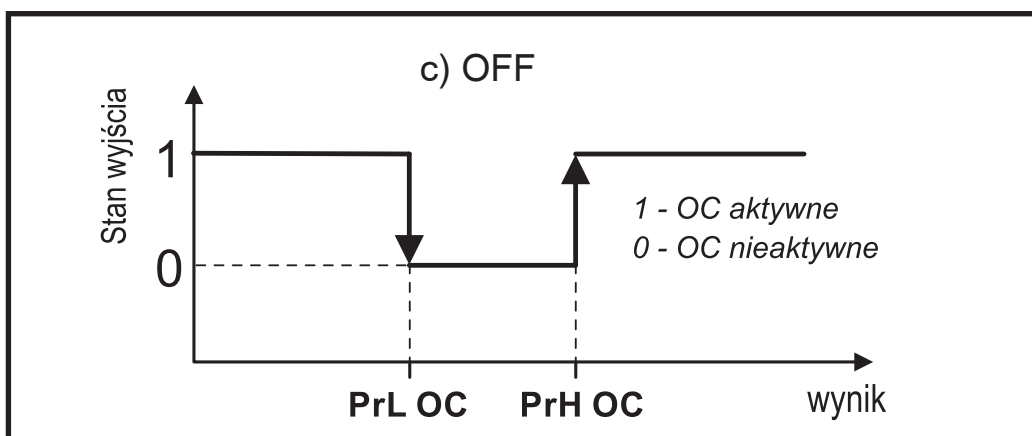 c) OFF
Stan wyjścia
1
1 - OC aktywne
0 - OC nieaktywne
0
PrL OC PrH OC wynik